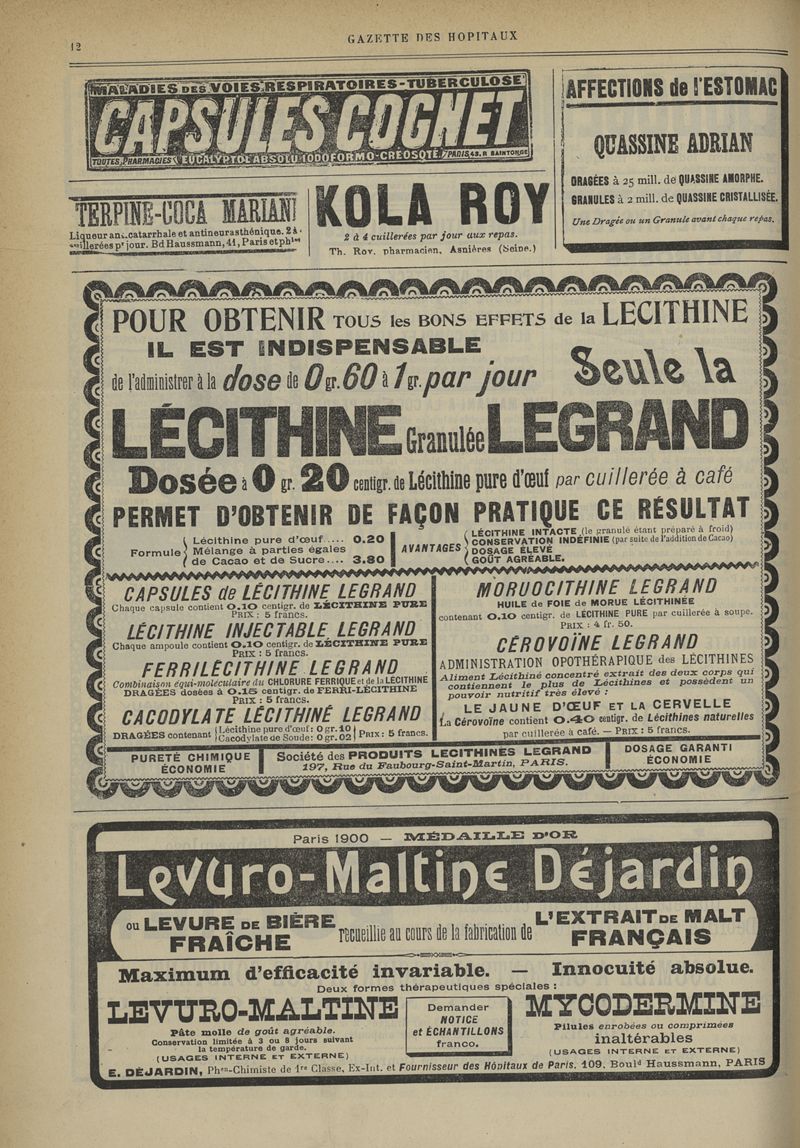 12
GAZETTE DES HOPITAUX
MALADIES DES VOIES RESPIRATOIRES-TUBERCULOSE
CAPSULES COGNET
TOUTES PHARMACIES EUCALYPTOL ABSOLU IODOFORMO-CRÉOSOTÉ PARIS, 43, R SAINTONGE
AFFECTIONS de l'ESTOMAC
QUASSINE ADRIAN
DRAGÉES à 25 mill. de QUASSINE AMORPHE.
GRANULES à 2 mill. de QUASSINE CRISTALLISÉE.
Une Dragée ou un Granule avant chaque repas.
TERPINE-COCA MARIANI
Liqueur anticatarrhale et antineurasthénique. 2 à
cuillerées pr jour. Bd Haussmann, 41, Paris et phies
KOLA ROY
2 à 4 cuillerées par jour aux repas.
Th. Roy, pharmacien, Asnières (Seine.)
POUR OBTENIR TOUS les BONS EFFETS de la LECITHINE
IL EST INDISPENSABLE
de l'administrer à la dose de 0 gr. 60 à 1 gr. par jour
Seule la
LÉCITHINE Granulée LEGRAND
Dosée à 0 gr. 20 centigr. de Lécithine pure d'œuf par cuillerée à café
PERMET D'OBTENIR DE FAÇON PRATIQUE CE RÉSULTAT
Formule
Lécithine pure d'œuf.... 0.20
Mélange à parties égales
de Cacao et de Sucre.... 3.80
AVANTAGES
LÉCITHINE INTACTE (le granulé étant préparé à froid)
CONSERVATION INDÉFINIE (par suite de l'addition de Cacao)
DOSAGE ÉLEVÉ
GOÛT AGRÉABLE.
CAPSULES de LÉCITHINE LEGRAND
Chaque capsule contient 0.10 centigr. de LÉCITHINE PURE
PRIX : 5 francs.
LÉCITHINE INJECTABLE LEGRAND
Chaque ampoule contient 0.10 centigr. de LÉCITHINE PURE
PRIX : 5 francs.
FERRILÉCITHINE LEGRAND
Combinaison équi-moléculaire du CHLORURE FERRIQUE et de la LÉCITHINE
DRAGÉES dosées à 0.15 centigr. de FERRI-LÉCITHINE
PRIX : 5 francs.
CACODYLATE LÉCITHINÉ LEGRAND
DRAGÉES contenant Lécithine pure d'œuf: 0 gr. 10
Cacodylate de Soude: 0 gr. 02 PRIX : 5 francs.
MORUOCITHINE LEGRAND
HUILE de FOIE de MORUE LÉCITHINÉE
contenant 0.10 centigr. de LÉCITHINE PURE par cuillerée à soupe.
PRIX : 4 fr. 50.
CÉROVOÏNE LEGRAND
ADMINISTRATION OPOTHÉRAPIQUE des LÉCITHINES
Aliment Lécithiné concentré extrait des deux corps qui
contiennent le plus de Lécithines et possèdent un
pouvoir nutritif très élevé :
LE JAUNE D'ŒUF ET LA CERVELLE
La Cérovoïne contient 0.40 centigr. de Lécithines naturelles
par cuillerée à café. — PRIX : 5 francs.
PURETÉ CHIMIQUE
ÉCONOMIE
Société des PRODUITS LECITHINES LEGRAND
197, Rue du Faubourg-Saint-Martin, PARIS.
DOSAGE GARANTI
ÉCONOMIE
Paris 1900 — MÉDAILLE D'OR
Levuro-Maltine Déjardin
ou LEVURE DE BIÈRE
FRAÎCHE
recueillie au cours de la fabrication de
L'EXTRAIT DE MALT
FRANÇAIS
Maximum d'efficacité invariable. — Innocuité absolue.
Deux formes thérapeutiques spéciales :
LEVURO-MALTINE
Pâte molle de goût agréable.
Conservation limitée à 3 ou 8 jours suivant
la température de garde.
(USAGES INTERNE ET EXTERNE)
Demander
NOTICE
et ÉCHANTILLONS
franco.
MYCODERMINE
Pilules enrobées ou comprimées
inaltérables
(USAGES INTERNE ET EXTERNE)
E. DÉJARDIN, Phen-Chimiste de 1re Classe, Ex-Int. et Fournisseur des Hôpitaux de Paris, 109, Bould Haussmann, PARIS